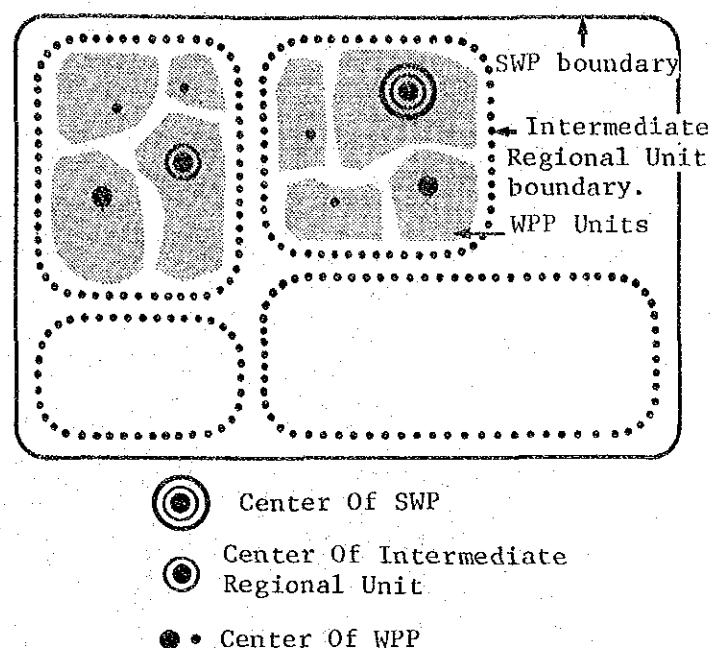 SWP boundary
Intermediate
Regional Unit
boundary.
WPP Units
Center Of SWP
Center Of Intermediate
Regional Unit
Center Of WPP